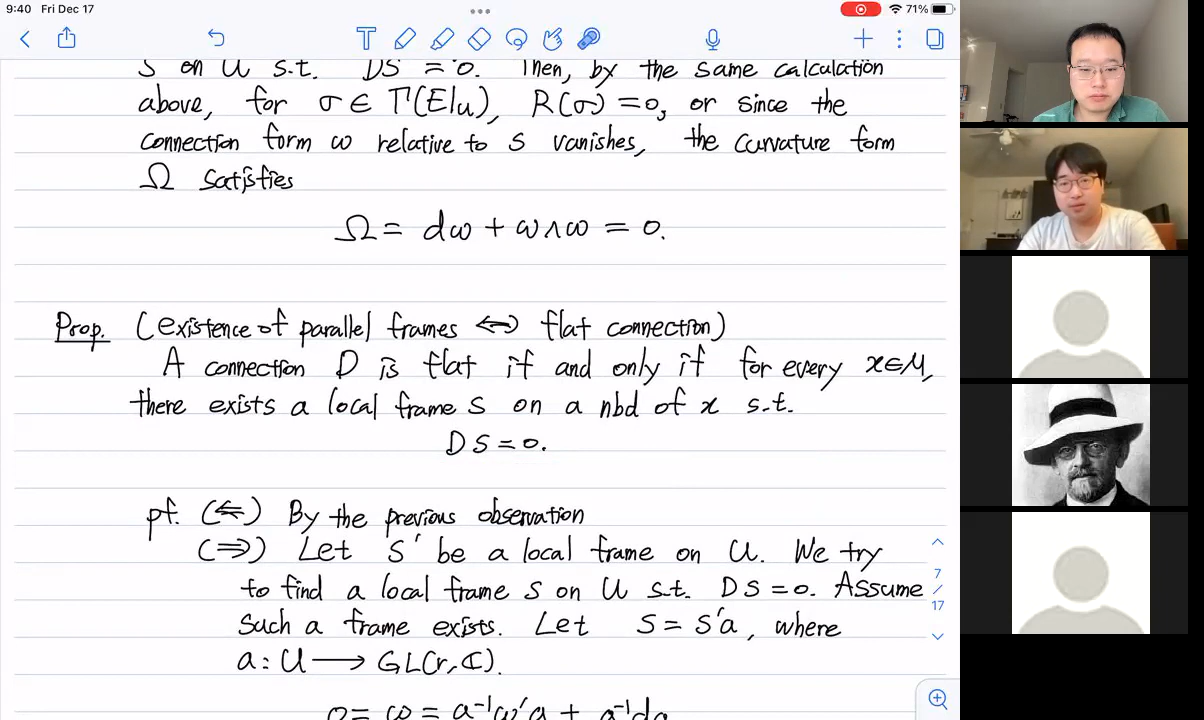 9:40 Fri Dec 17
71%
S on U s.t. DS = 0. Then, by the same calculation
above, for σ ∈ Γ(E|u), R(σ) = 0, or since the
connection form ω relative to S vanishes, the curvature form
Ω satisfies
Ω = dω + ω∧ω = 0.
Prop. (existence of parallel frames ⟺ flat connection)
A connection D is flat if and only if for every x∈M,
there exists a local frame S on a nbd of x s.t.
DS = 0.
pf. (⇐) By the previous observation
(⇒) Let S' be a local frame on U. We try
to find a local frame S on U s.t. DS = 0. Assume
such a frame exists. Let S = S'a, where
a: U ⟶ GL(r, ℂ).
0 = ω = a⁻¹ω'a + a⁻¹da
7
/
17